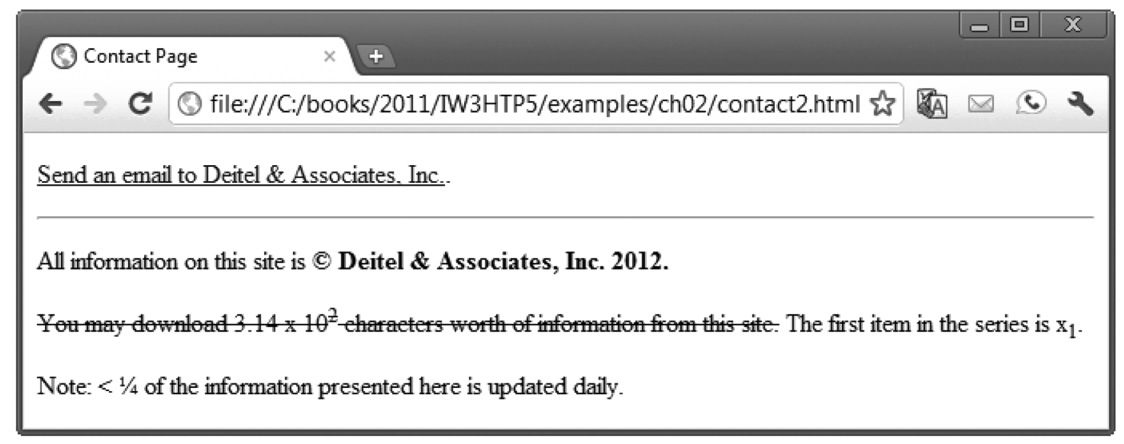 Contact Page
file:///C:/books/2011/IW3HTP5/examples/ch02/contact2.html
Send an email to Deitel & Associates, Inc..
All information on this site is © Deitel & Associates, Inc. 2012.
You may download 3.14 x 10² characters worth of information from this site. The first item in the series is x₁.
Note: < ¼ of the information presented here is updated daily.